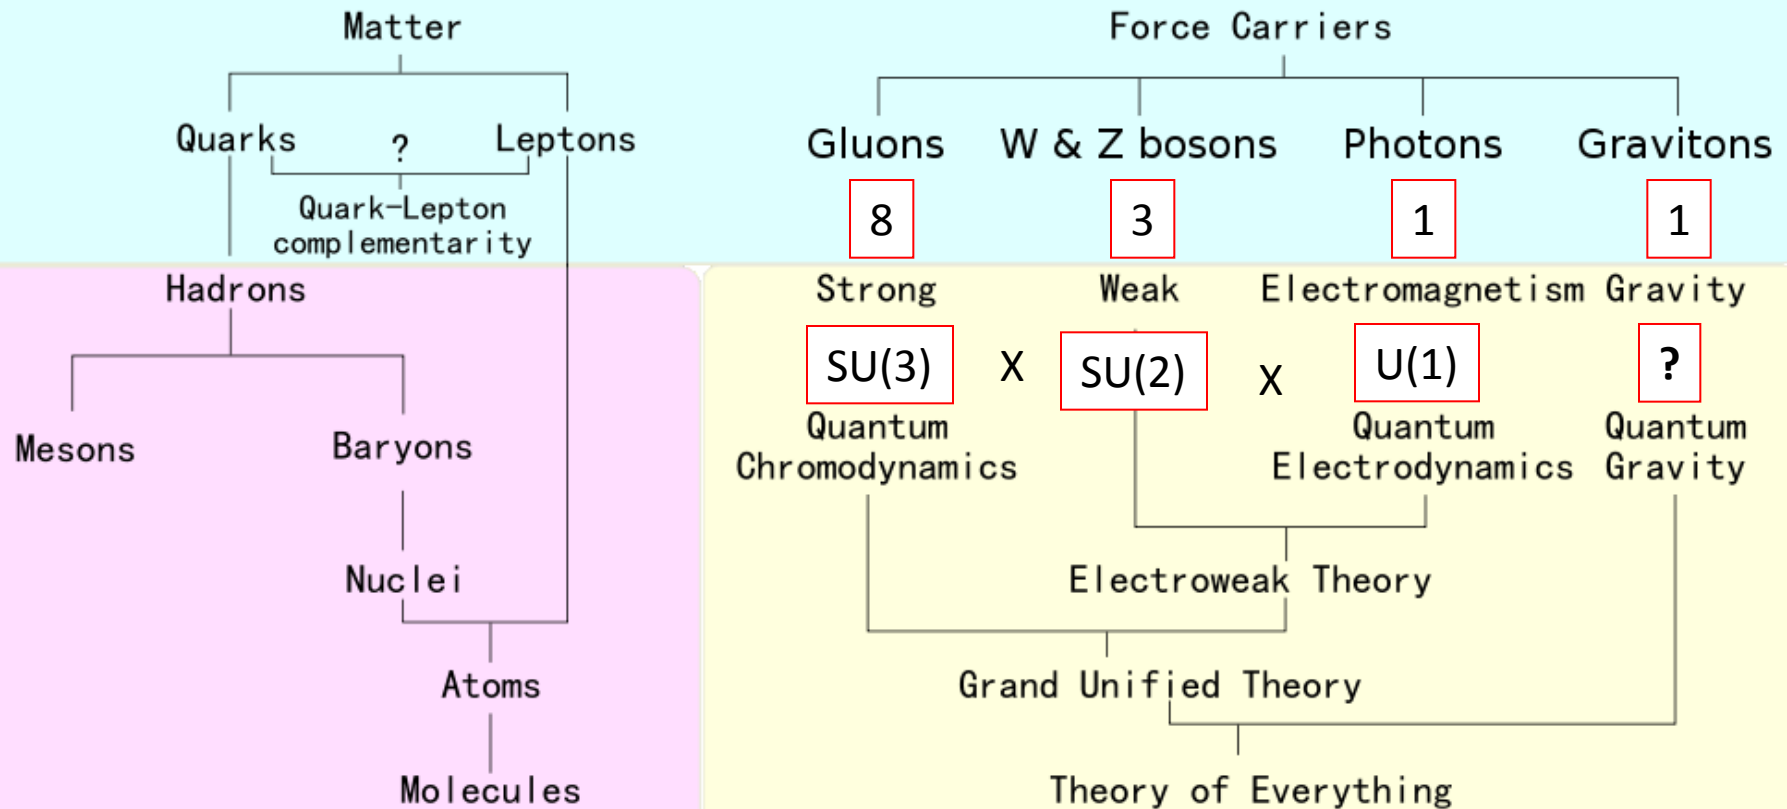 Matter
Force Carriers
Quarks
?
Leptons
Gluons
W & Z bosons
Photons
Gravitons
Quark-Lepton
complementarity
8
3
1
1
Hadrons
Strong
Weak
Electromagnetism
Gravity
SU(3)
X
SU(2)
X
U(1)
?
Mesons
Baryons
Quantum
Chromodynamics
Quantum
Electrodynamics
Quantum
Gravity
Nuclei
Electroweak Theory
Atoms
Grand Unified Theory
Molecules
Theory of Everything